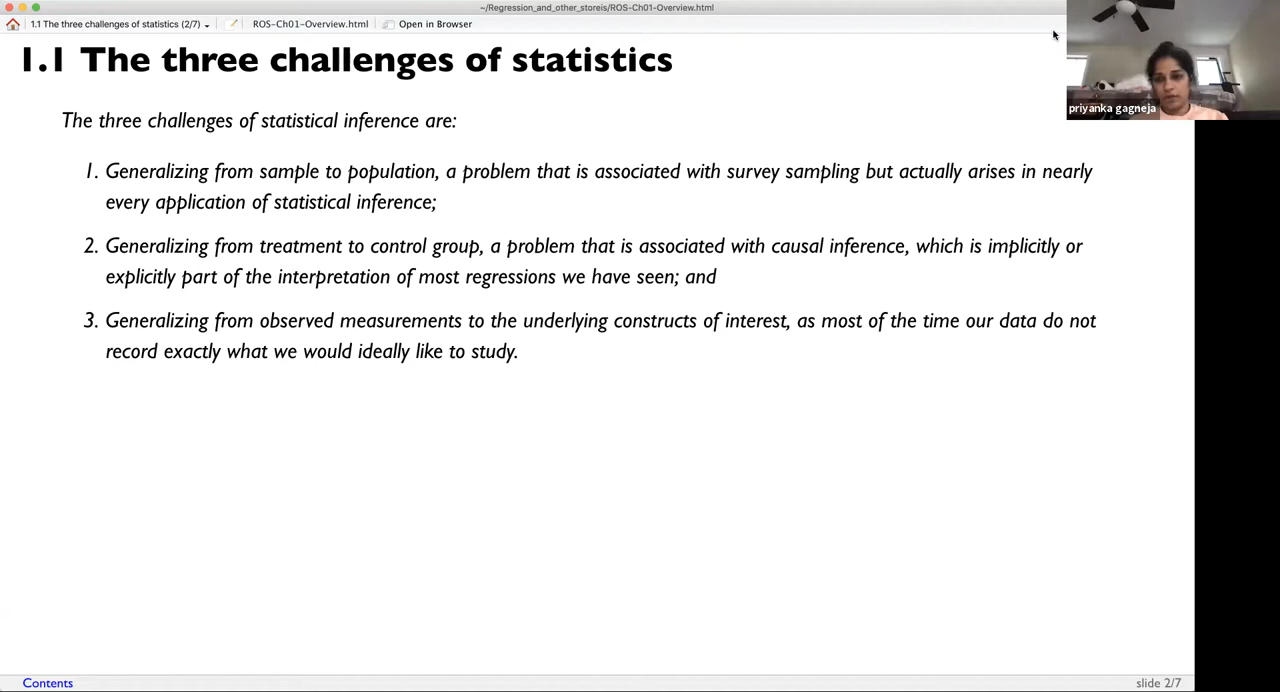 ~/Regression_and_other_storeis/ROS-Ch01-Overview.html
1.1 The three challenges of statistics (2/7)
ROS-Ch01-Overview.html
Open in Browser
1.1 The three challenges of statistics
priyanka gagneja
The three challenges of statistical inference are:
1. Generalizing from sample to population, a problem that is associated with survey sampling but actually arises in nearly
every application of statistical inference;
2. Generalizing from treatment to control group, a problem that is associated with causal inference, which is implicitly or
explicitly part of the interpretation of most regressions we have seen; and
3. Generalizing from observed measurements to the underlying constructs of interest, as most of the time our data do not
record exactly what we would ideally like to study.
Contents
slide 2/7